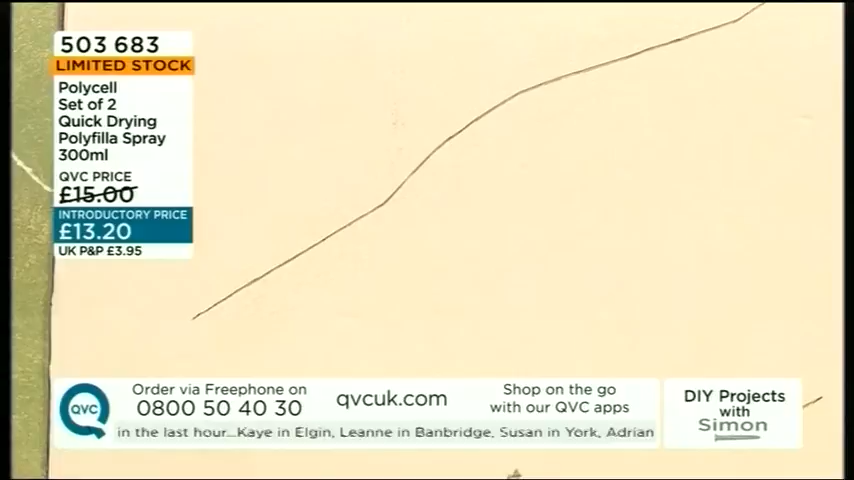 503 683
LIMITED STOCK
Polycell
Set of 2
Quick Drying
Polyfilla Spray
300ml
QVC PRICE
£15.00
INTRODUCTORY PRICE
£13.20
UK P&P £3.95
QVC
Order via Freephone on
0800 50 40 30
qvcuk.com
Shop on the go
with our QVC apps
in the last hour...Kaye in Elgin, Leanne in Banbridge, Susan in York, Adrian
DIY Projects
with
Simon